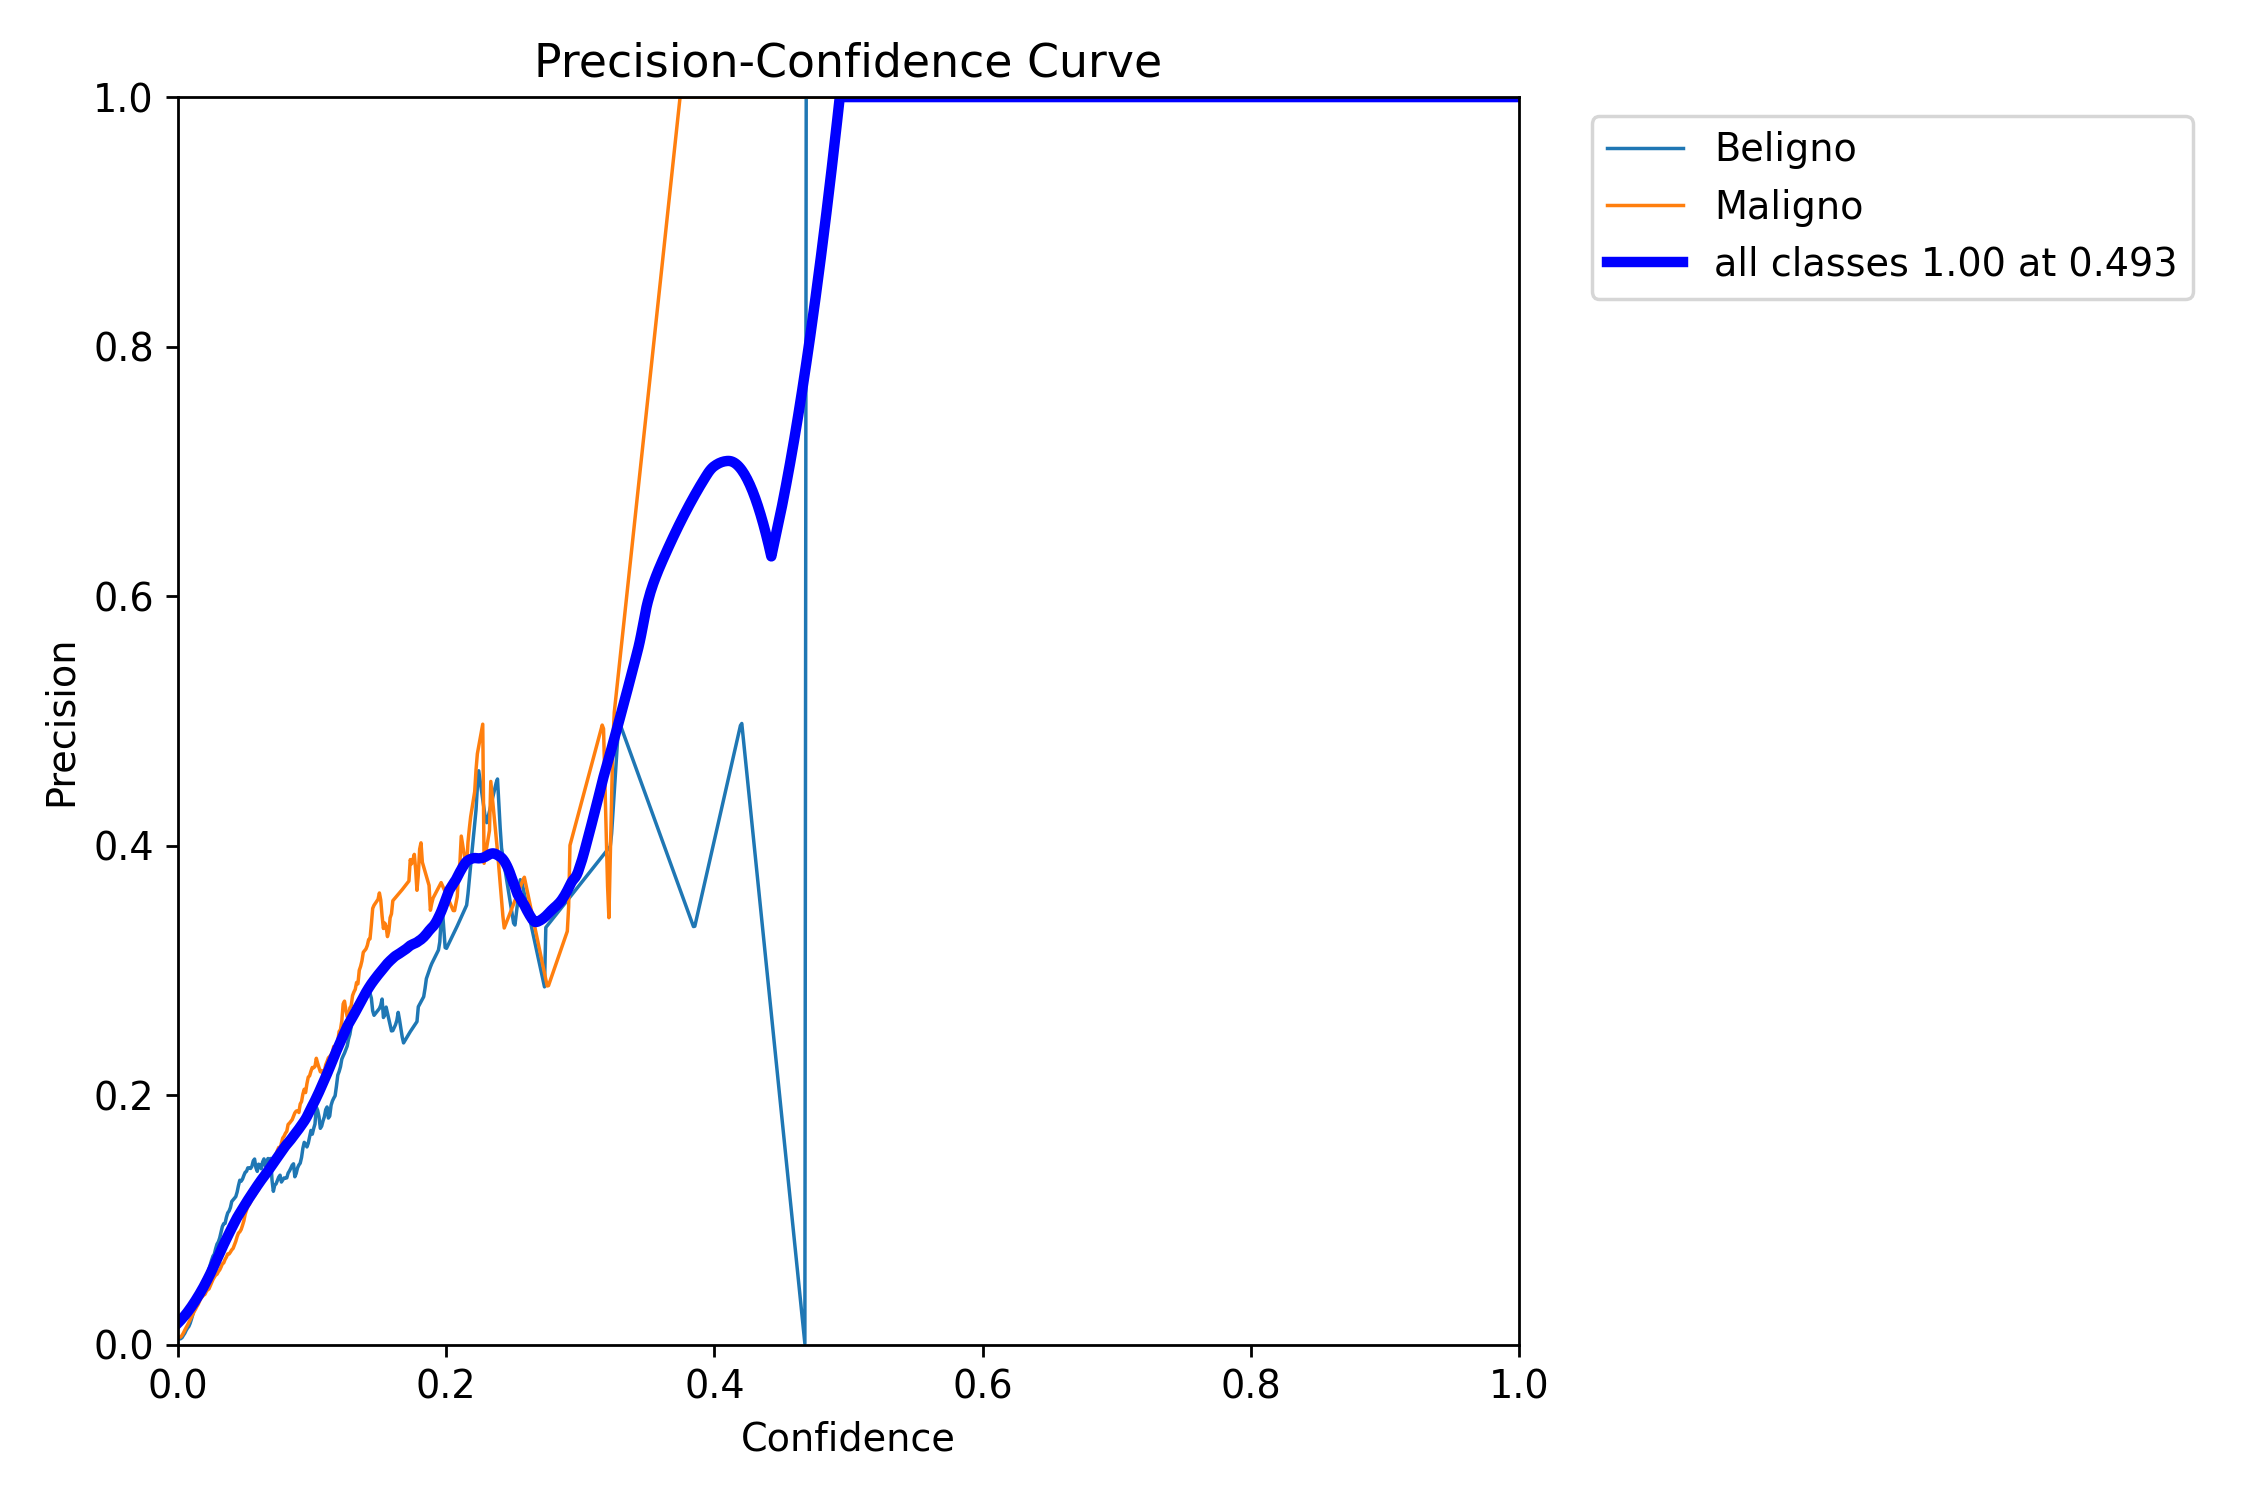 Precision-Confidence Curve
1.0
0.8
0.6
0.4
0.2
0.0
Precision
0.0 0.2 0.4 0.6 0.8 1.0
Confidence
Beligno
Maligno
all classes 1.00 at 0.493